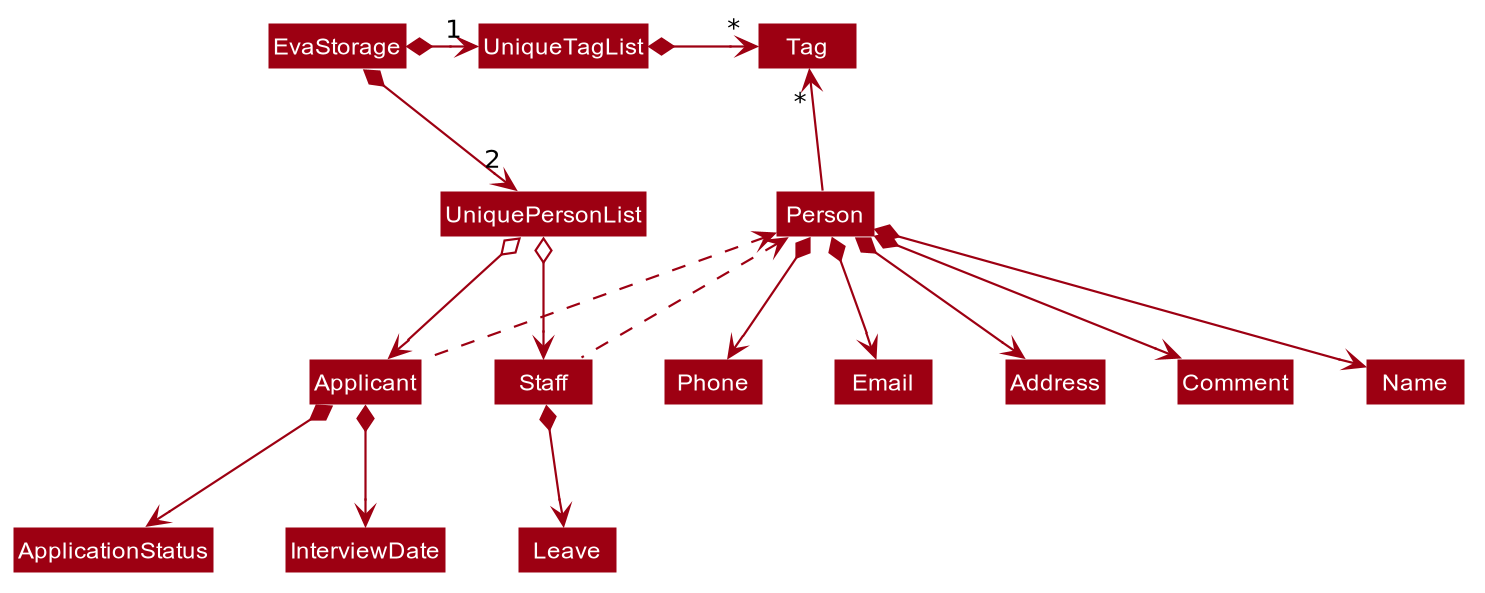 EvaStorage
1
UniqueTagList
*
Tag
*
2
UniquePersonList
Person
Applicant
Staff
Phone
Email
Address
Comment
Name
ApplicationStatus
InterviewDate
Leave